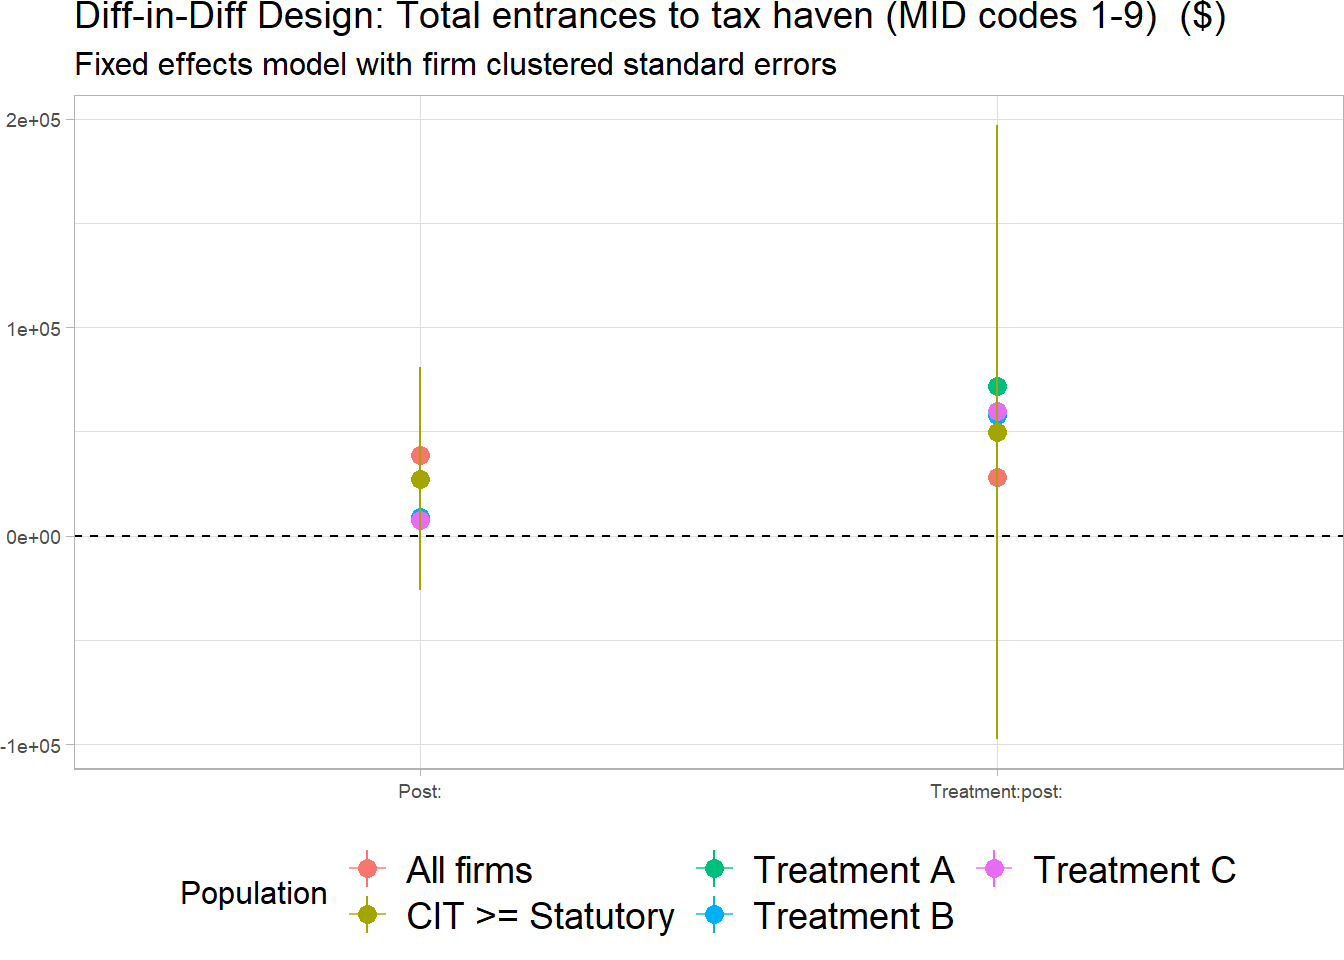 Diff-in-Diff Design: Total entrances to tax haven (MID codes 1-9)  ($)
Fixed effects model with firm clustered standard errors
2e+05
1e+05
0e+00
-1e+05
Post:
Treatment:post:
Population
All firms
Treatment A
Treatment C
CIT >= Statutory
Treatment B